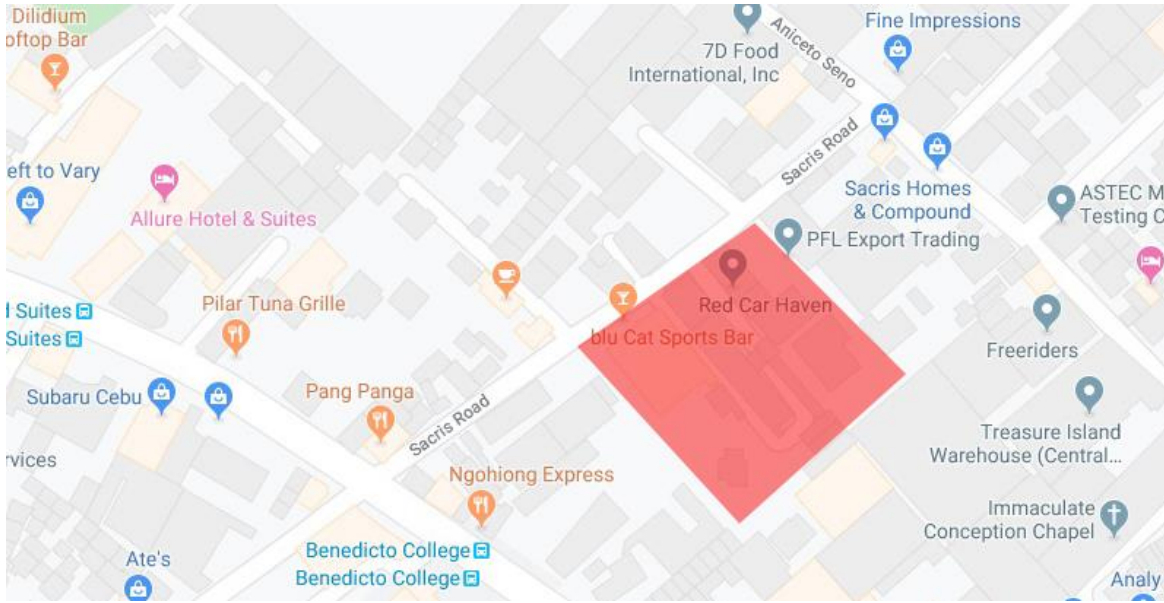 Dilidium
oftop Bar
Fine Impressions
7D Food
International, Inc
Aniceto Seno
Sacris Road
eft to Vary
Allure Hotel & Suites
Sacris Homes
& Compound
ASTEC M
Testing C
PFL Export Trading
Red Car Haven
Pilar Tuna Grille
d Suites
Suites
blu Cat Sports Bar
Freeriders
Subaru Cebu
Pang Panga
Sacris Road
Treasure Island
Warehouse (Central...
rvices
Ngohiong Express
Immaculate
Conception Chapel
Benedicto College
Benedicto College
Ate's
Analy